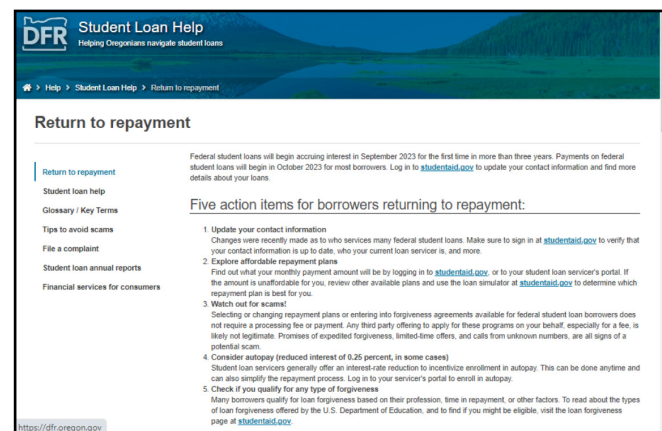 DFR
Student Loan Help
Helping Oregonians navigate student loans
> Help > Student Loan Help > Return to repayment
Return to repayment
Return to repayment
Student loan help
Glossary / Key Terms
Tips to avoid scams
File a complaint
Student loan annual reports
Financial services for consumers
Federal student loans will begin accruing interest in September 2023 for the first time in more than three years. Payments on federal
student loans will begin in October 2023 for most borrowers. Log in to studentaid.gov to update your contact information and find more
details about your loans.
Five action items for borrowers returning to repayment:
1. Update your contact information
Changes were recently made as to who services many federal student loans. Make sure to sign in at studentaid.gov to verify that
your contact information is up to date, who your current loan servicer is, and more.
2. Explore affordable repayment plans
Find out what your monthly payment amount will be by logging in to studentaid.gov, or to your student loan servicer's portal. If
the amount is unaffordable for you, review other available plans and use the loan simulator at studentaid.gov to determine which
repayment plan is best for you.
3. Watch out for scams!
Selecting or changing repayment plans or entering into forgiveness agreements available for federal student loan borrowers does
not require a processing fee or payment. Any third party offering to apply for these programs on your behalf, especially for a fee, is
likely not legitimate. Promises of expedited forgiveness, limited-time offers, and calls from unknown numbers, are all signs of a
potential scam.
4. Consider autopay (reduced interest of 0.25 percent, in some cases)
Student loan servicers generally offer an interest-rate reduction to incentivize enrollment in autopay. This can be done anytime and
can also simplify the repayment process. Log in to your servicer's portal to enroll in autopay.
5. Check if you qualify for any type of forgiveness
Many borrowers qualify for loan forgiveness based on their profession, time in repayment, or other factors. To read about the types
of loan forgiveness offered by the U.S. Department of Education, and to find if you might be eligible, visit the loan forgiveness
page at studentaid.gov.
https://dfr.oregon.gov